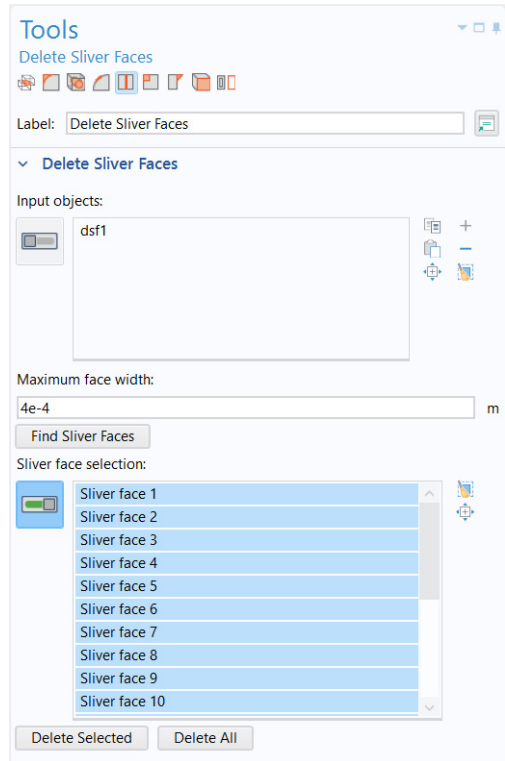 Tools
Delete Sliver Faces
Label: Delete Sliver Faces
Delete Sliver Faces
Input objects:
dsf1
Maximum face width:
4e-4 m
Find Sliver Faces
Sliver face selection:
Sliver face 1
Sliver face 2
Sliver face 3
Sliver face 4
Sliver face 5
Sliver face 6
Sliver face 7
Sliver face 8
Sliver face 9
Sliver face 10
Delete Selected Delete All